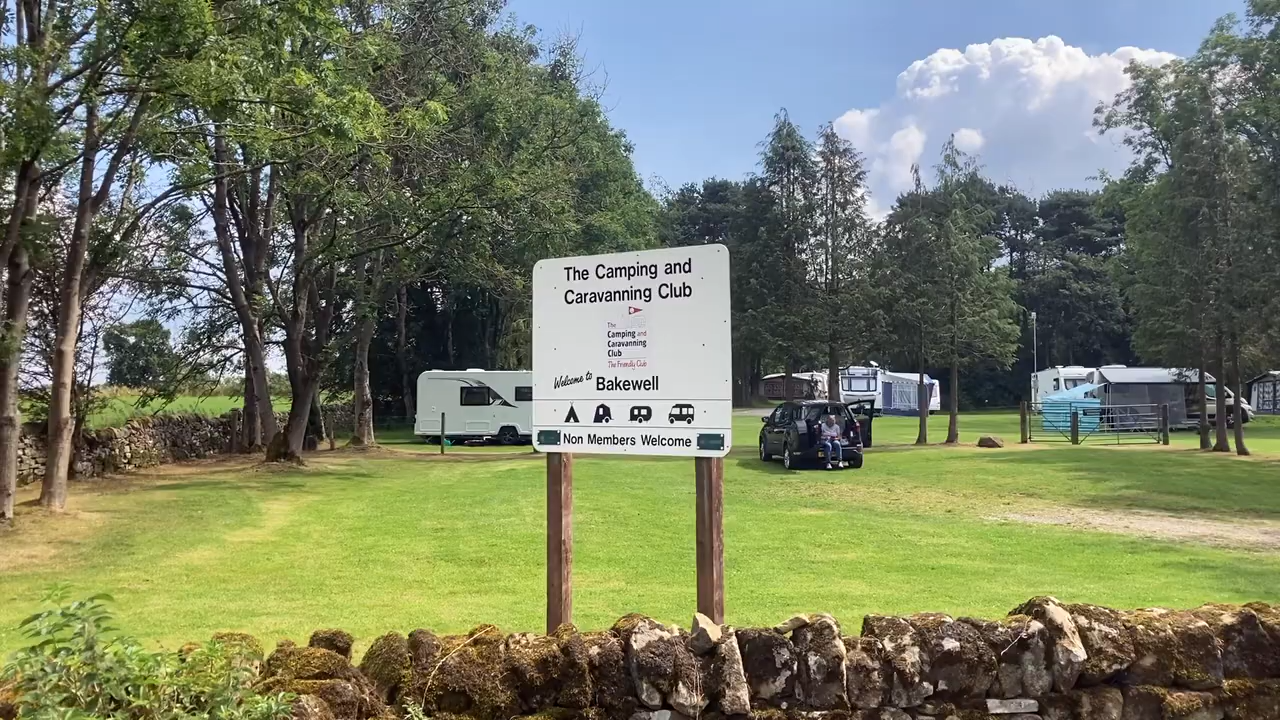 The Camping and
Caravanning Club
The
Camping and
Caravanning
Club
The Friendly Club
Welcome to Bakewell
Non Members Welcome